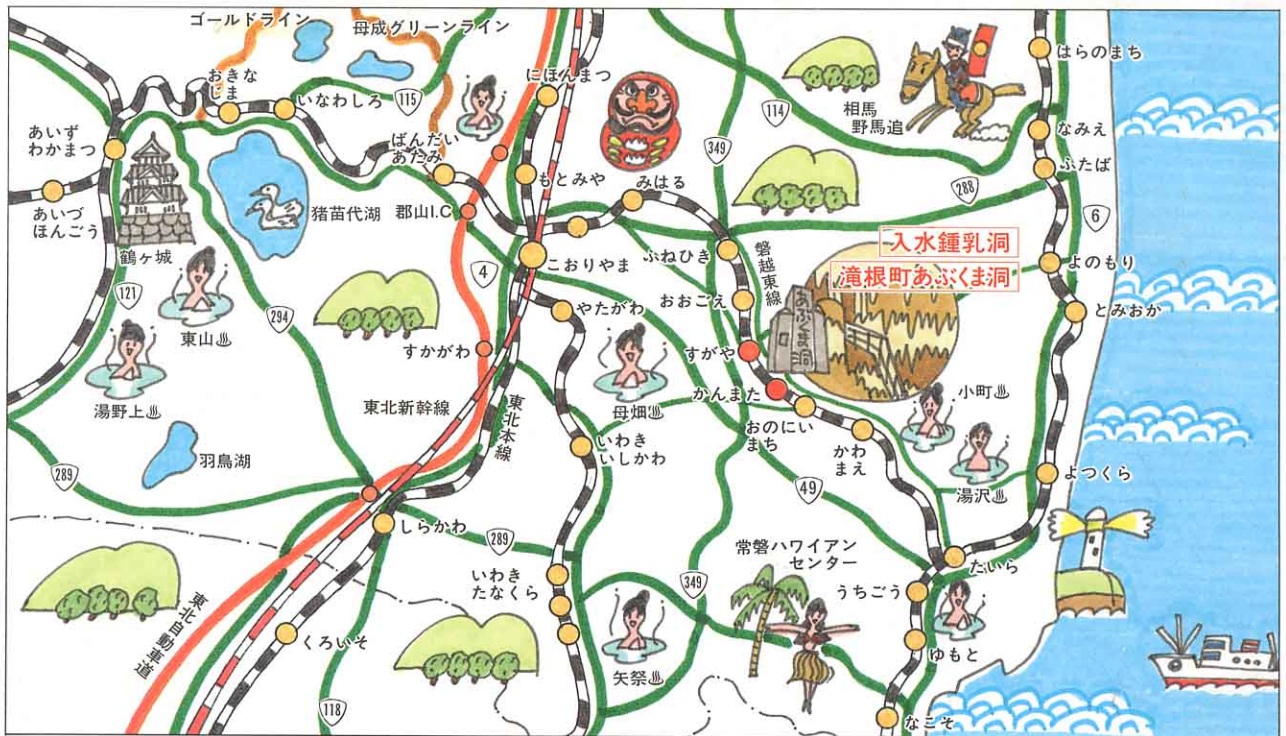 ゴールドライン
母成グリーンライン
おきな
しま
いなわしろ
115
にほんまつ
114
349
相馬
野馬追
はらのまち
なみえ
ふたば
288
6
あいづ
わかまつ
ばんだい
あたみ
もとみや
みはる
あいづ
ほんごう
鶴ヶ城
猪苗代湖
郡山I.C
4
こおりやま
ふねひき
磐越東線
入水鍾乳洞
滝根町あぶくま洞
あぶくま洞
よのもり
とみおか
121
東山♨
294
やたがわ
おおごえ
すがや
すかがわ
湯野上♨
東北新幹線
東北本線
母畑♨
かんまた
おのにい
まち
かわ
まえ
小町♨
湯沢♨
よつくら
羽鳥湖
289
いわき
いしかわ
49
しらかわ
289
いわき
たなくら
349
常磐ハワイアン
センター
たいら
うちごう
東北自動車道
くろいそ
矢祭♨
ゆもと
118
なこそ